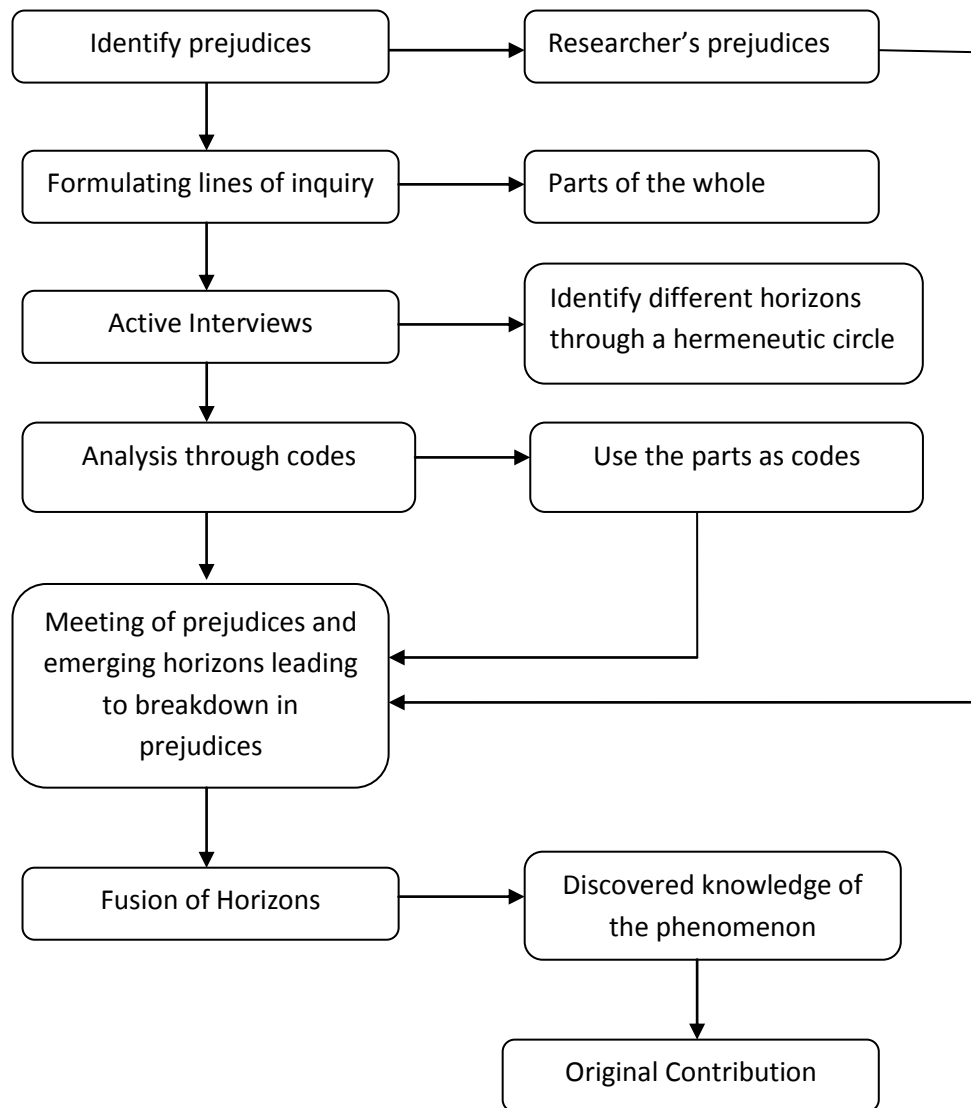 Identify prejudices
Researcher’s prejudices
Formulating lines of inquiry
Parts of the whole
Active Interviews
Identify different horizons
through a hermeneutic circle
Analysis through codes
Use the parts as codes
Meeting of prejudices and
emerging horizons leading
to breakdown in
prejudices
Fusion of Horizons
Discovered knowledge of
the phenomenon
Original Contribution